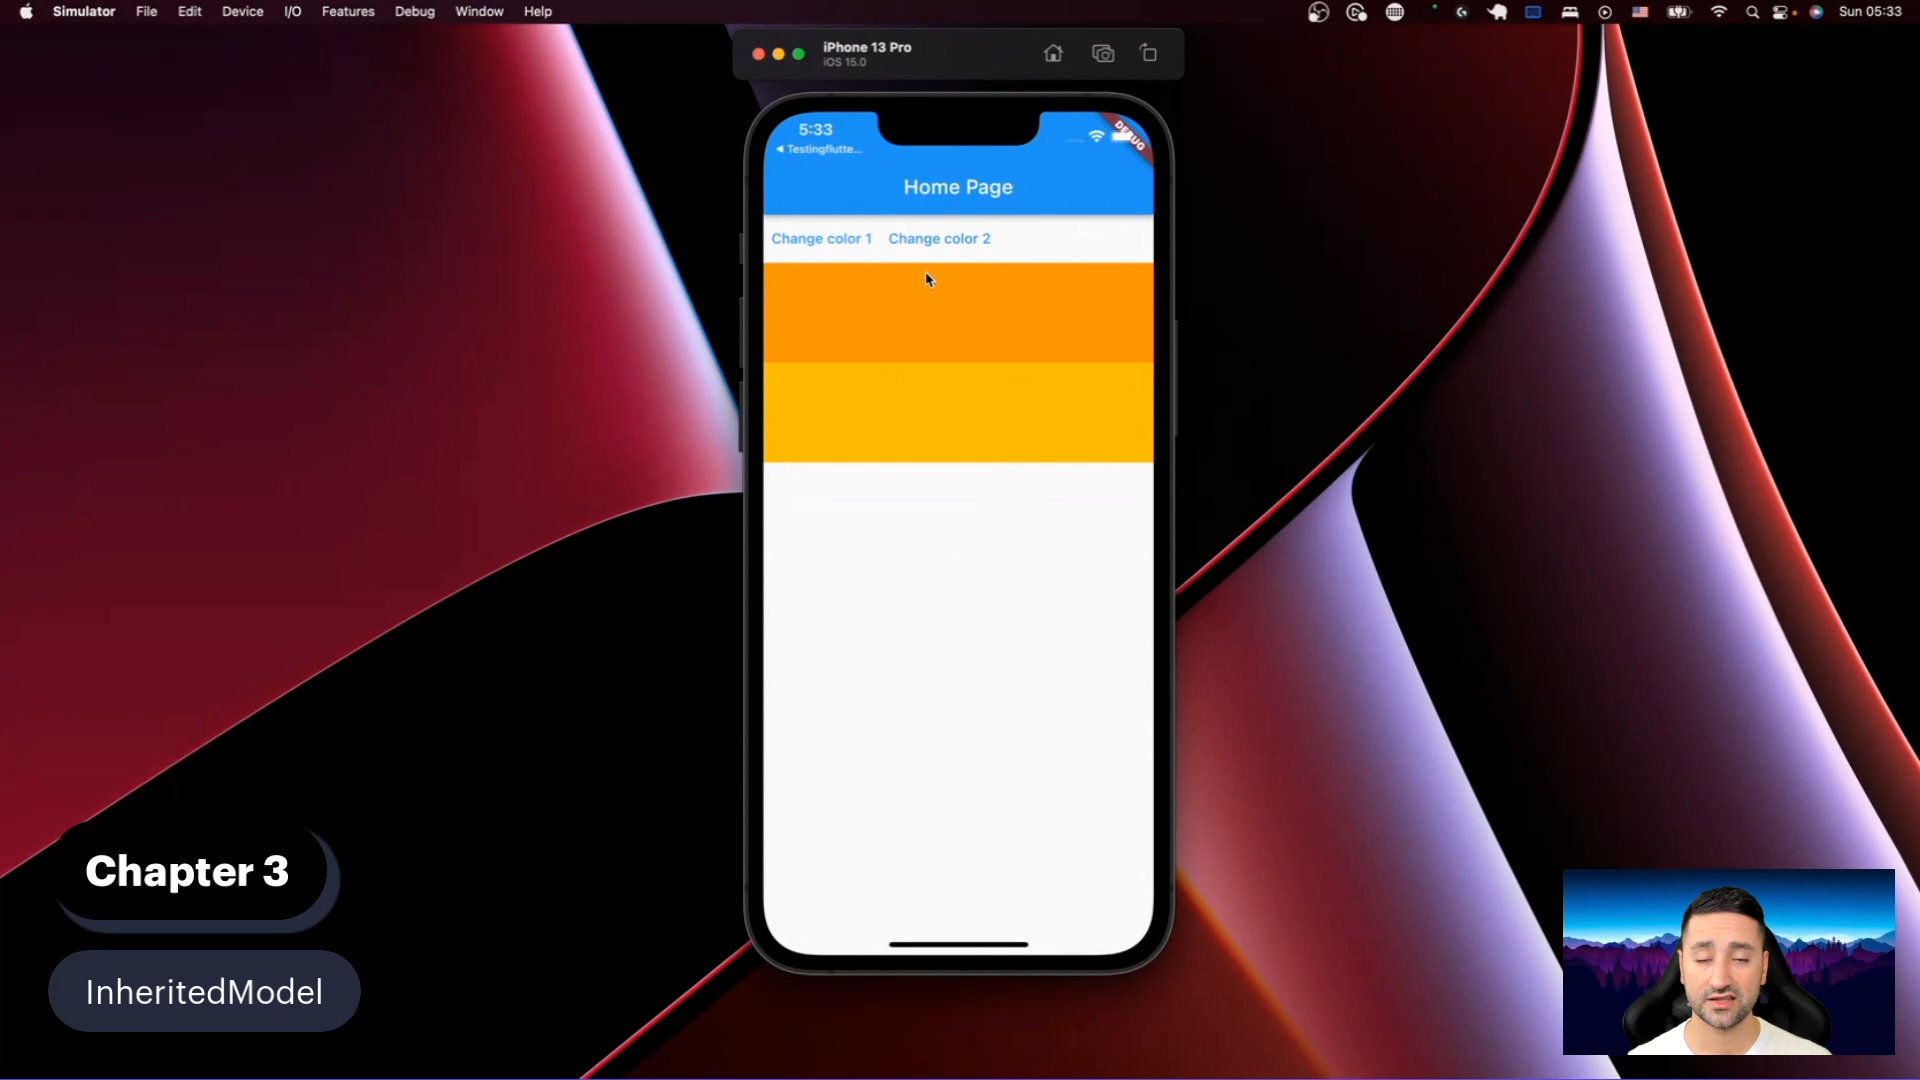 Simulator File Edit Device I/O Features Debug Window Help
Sun 05:33
iPhone 13 Pro
iOS 15.0
5:33
DEBUG
◀ Testingflutte...
Home Page
Change color 1 Change color 2
Chapter 3
InheritedModel